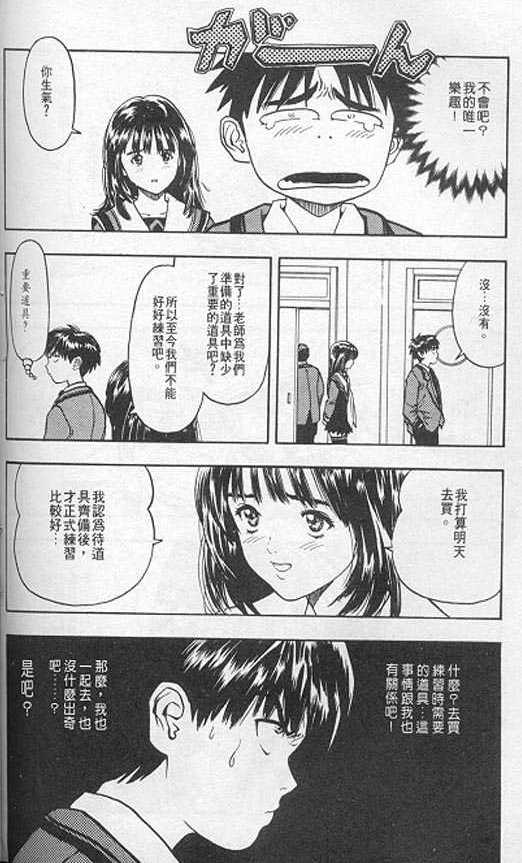 ガーん
不會吧？
我的唯一
樂趣！
你生氣？
沒…沒有。
對了…老師為我們
準備的道具中缺少
了重要的道具吧？
所以至今我們不能
好好練習吧。
重要道具？
我打算明天
去買。
我認為待道
具齊備後，
才正式練習
比較好…
什麼？去買
練習時需要
的道具…這
事情跟我也
有關係吧！
那麼，我也
一起去，也
沒什麼出奇
吧……？
是吧？